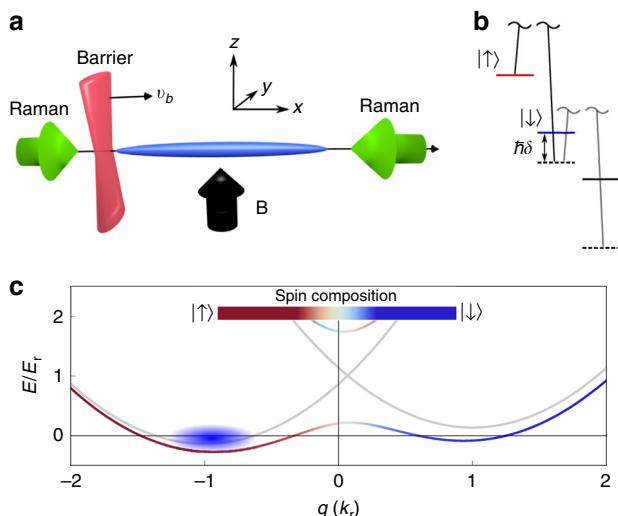 a
b
Barrier
z
y
x
υb
Raman
Raman
B
|↑⟩
|↓⟩
ℏδ
c
Spin composition
|↑⟩
|↓⟩
2
1
0
E/Er
−2
−1
0
1
2
q (kr)